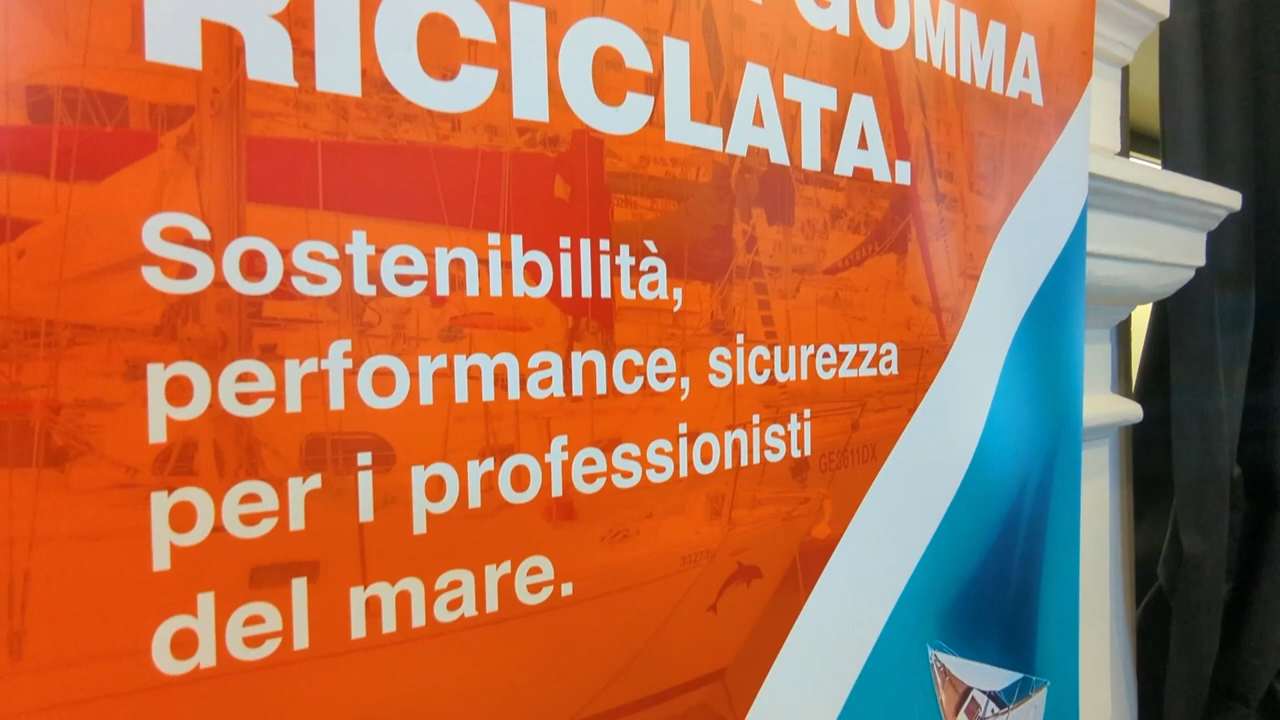 GOMMA
RICICLATA.
Sostenibilità,
performance, sicurezza
per i professionisti
del mare.